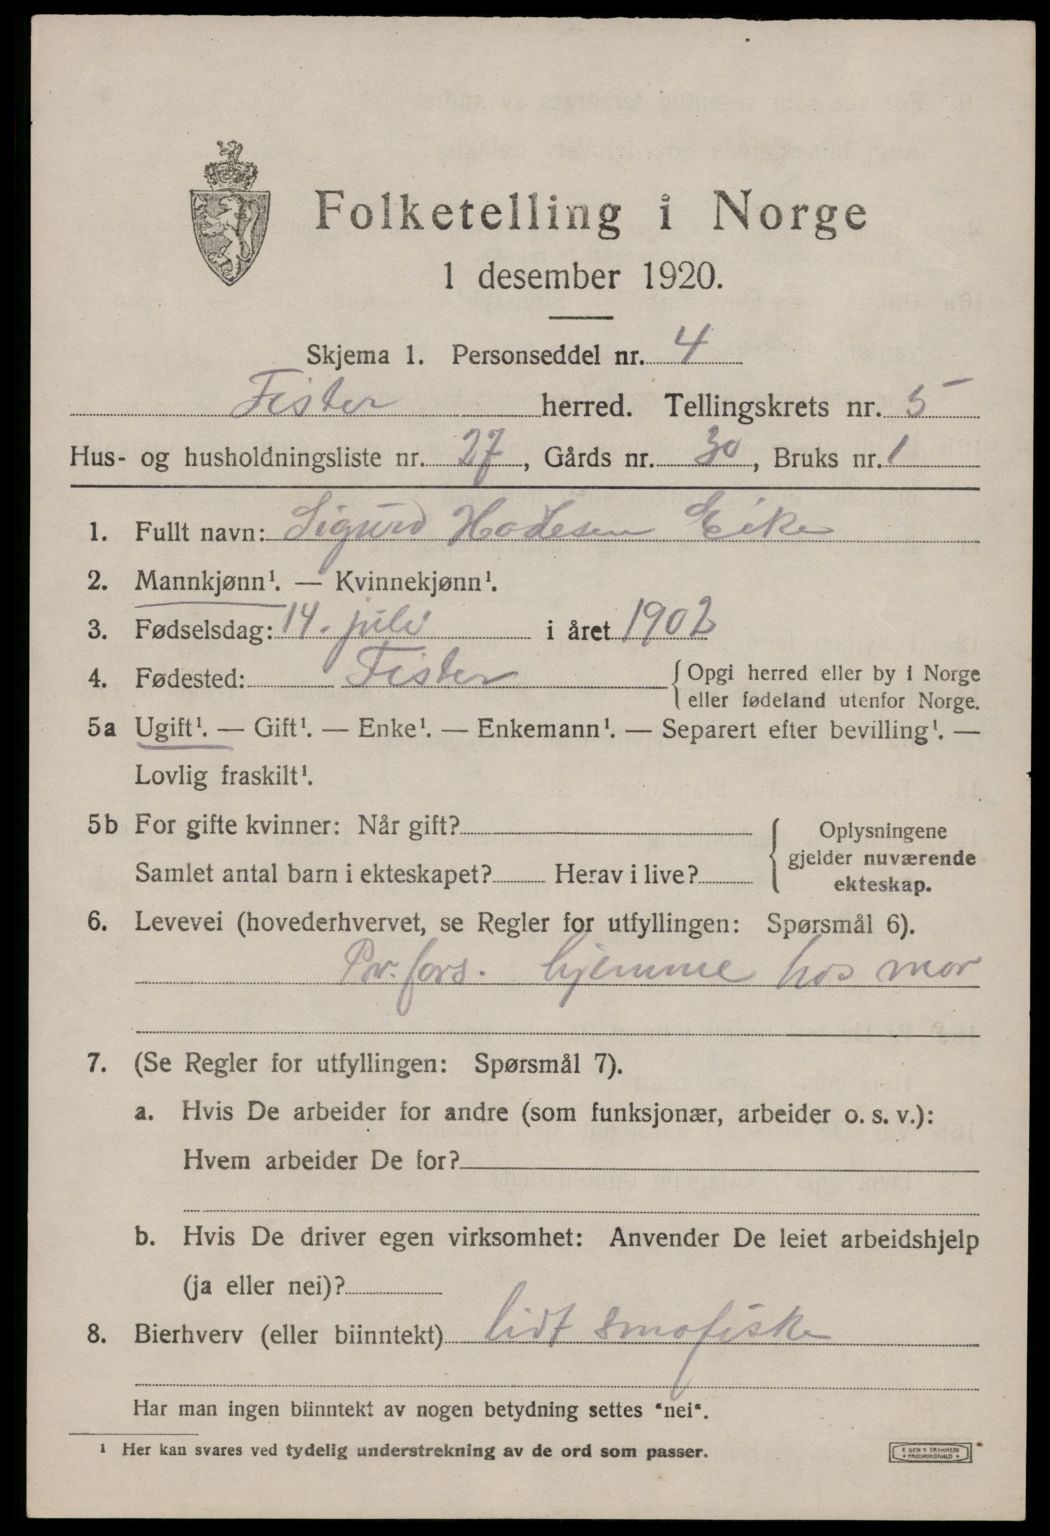 Folketelling i Norge
1 desember 1920.
Skjema 1. Personseddel nr. 4
Fister herred. Tellingskrets nr. 5
Hus- og husholdningsliste nr. 27, Gårds nr. 30, Bruks nr. 1
1. Fullt navn: Sigurd Eike
2. Mannkjønn¹. — Kvinnekjønn¹.
3. Fødselsdag: 14. juli i året 1902
4. Fødested: Fister { Opgi herred eller by i Norge
eller fødeland utenfor Norge.
5a Ugift¹. — Gift¹. — Enke¹. — Enkemann¹. — Separert efter bevilling¹. —
Lovlig fraskilt¹.
5b For gifte kvinner: Når gift?
Samlet antal barn i ekteskapet? Herav i live?
Oplysningene
gjelder nuværende
ekteskap.
6. Levevei (hovederhvervet, se Regler for utfyllingen: Spørsmål 6).
Pr. fors. hjemme hos mor
7. (Se Regler for utfyllingen: Spørsmål 7).
a. Hvis De arbeider for andre (som funksjonær, arbeider o. s. v.):
Hvem arbeider De for?
b. Hvis De driver egen virksomhet: Anvender De leiet arbeidshjelp
(ja eller nei)?
8. Bierhverv (eller biinntekt) lidt smafiske
Har man ingen biinntekt av nogen betydning settes "nei".
¹ Her kan svares ved tydelig understrekning av de ord som passer.